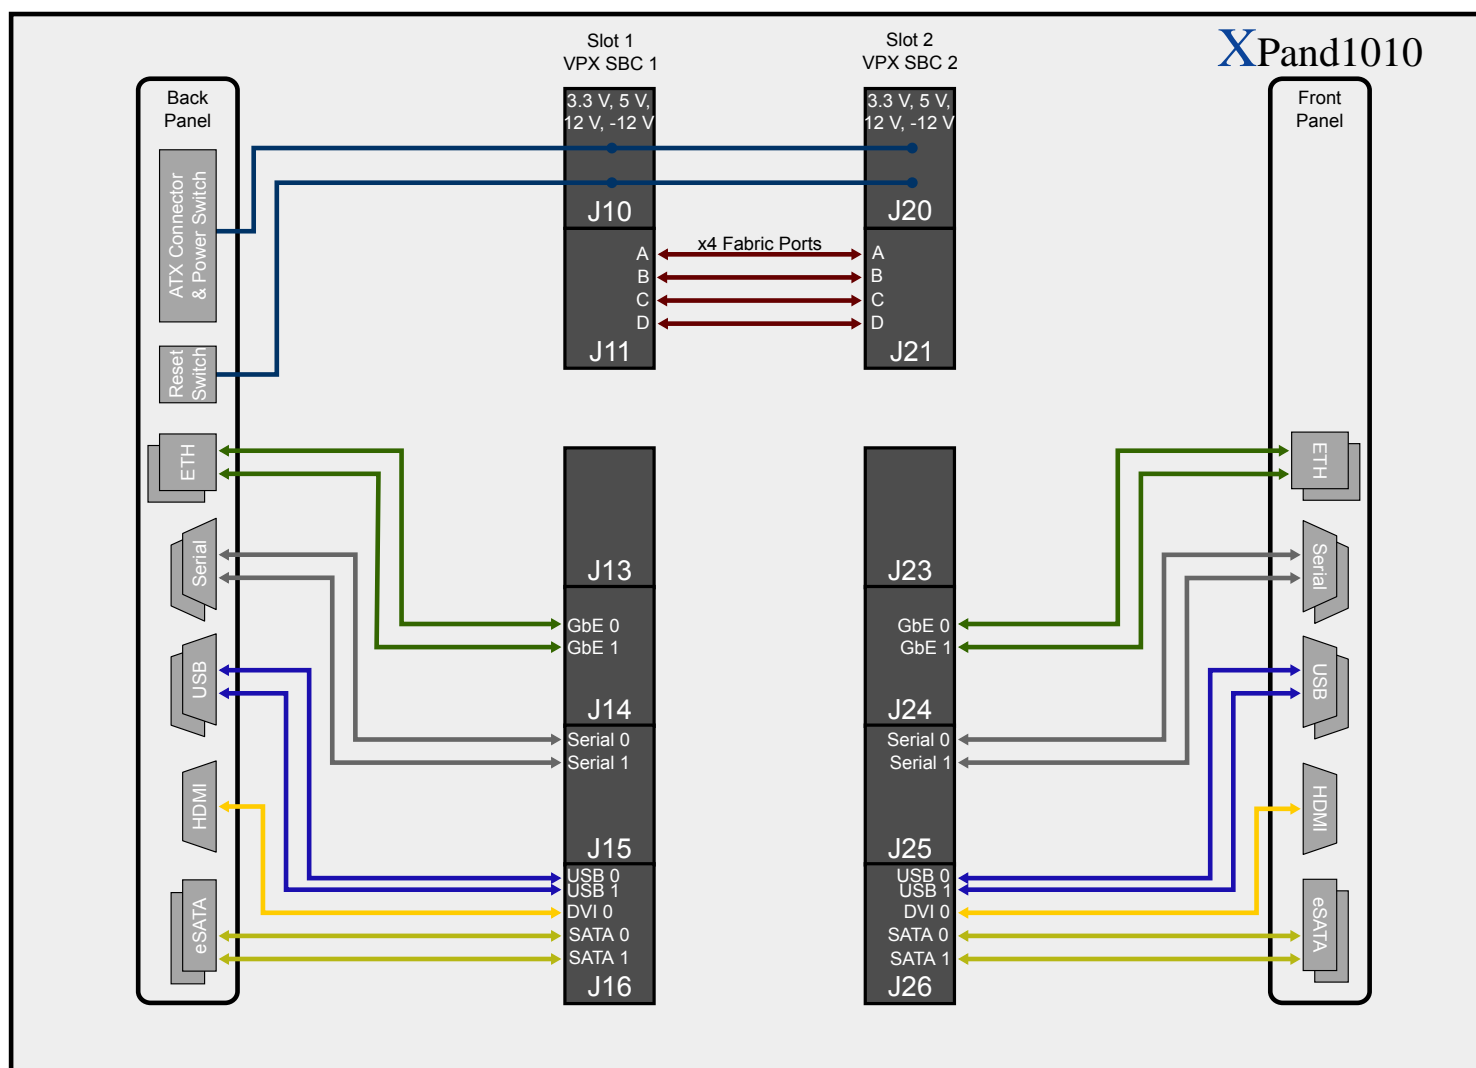 Slot 1
VPX SBC 1
Slot 2
VPX SBC 2
XPand1010
Back
Panel
ATX Connector
& Power Switch
Reset
Switch
ETH
Serial
USB
HDMI
eSATA
3.3 V, 5 V,
12 V, -12 V
J10
A
B
C
D
J11
x4 Fabric Ports
3.3 V, 5 V,
12 V, -12 V
J20
A
B
C
D
J21
J13
GbE 0
GbE 1
J14
Serial 0
Serial 1
J15
USB 0
USB 1
DVI 0
SATA 0
SATA 1
J16
J23
GbE 0
GbE 1
J24
Serial 0
Serial 1
J25
USB 0
USB 1
DVI 0
SATA 0
SATA 1
J26
Front
Panel
ETH
Serial
USB
HDMI
eSATA